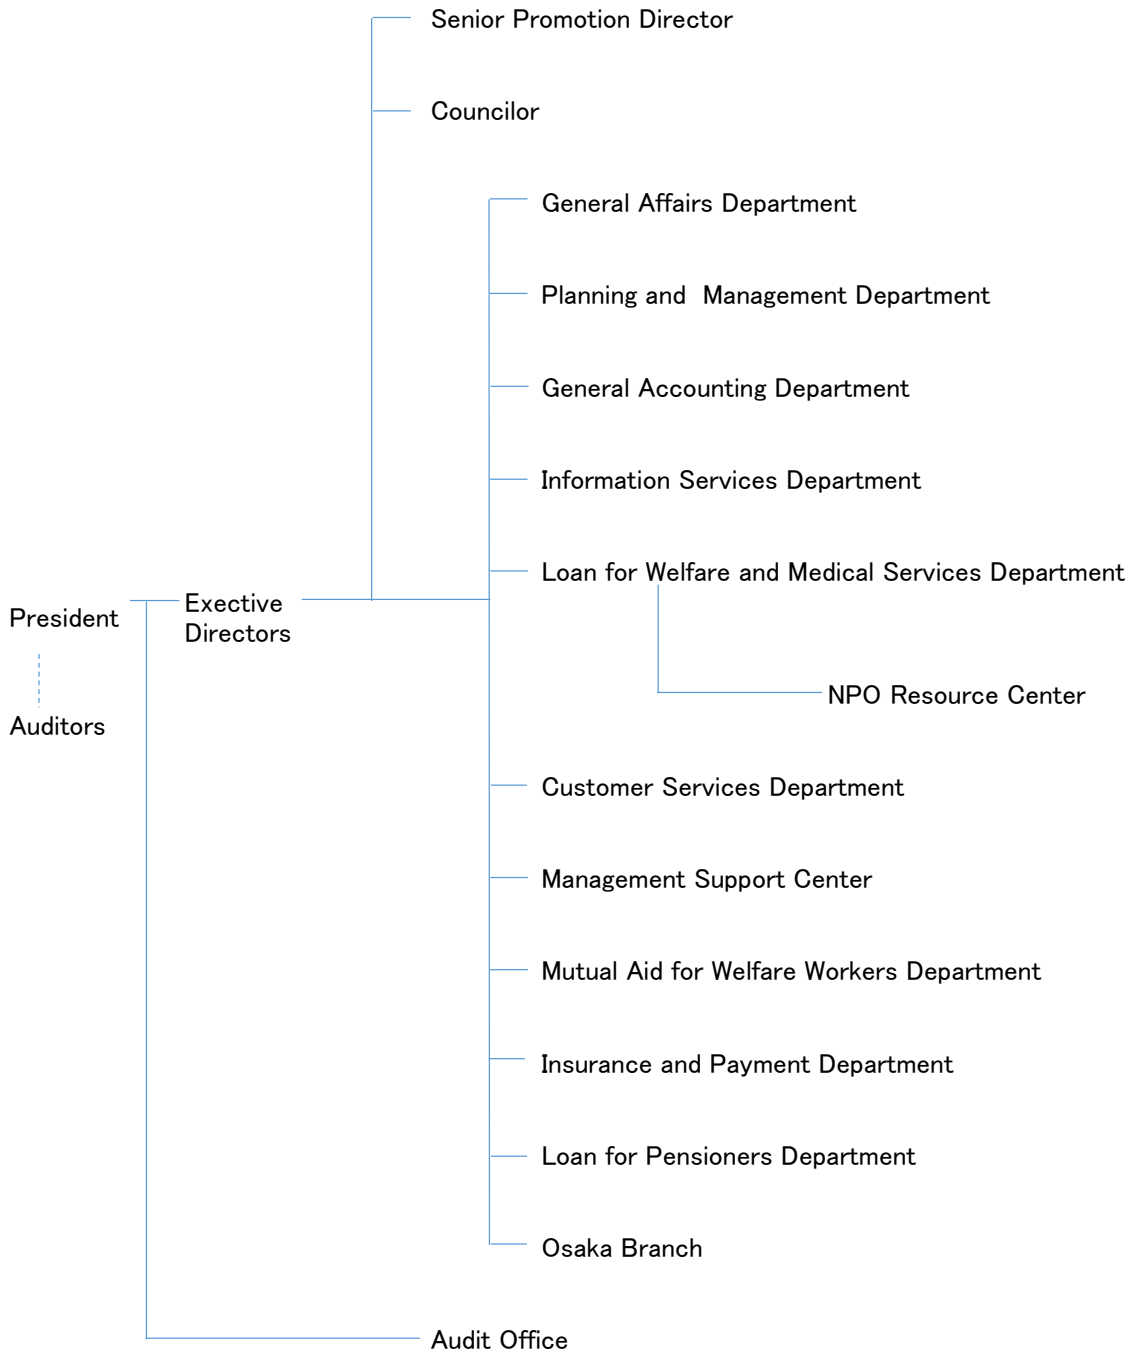 Senior Promotion Director
Councilor
General Affairs Department
Planning and  Management Department
General Accounting Department
Information Services Department
Loan for Welfare and Medical Services Department
President
Exective
Directors
NPO Resource Center
Auditors
Customer Services Department
Management Support Center
Mutual Aid for Welfare Workers Department
Insurance and Payment Department
Loan for Pensioners Department
Osaka Branch
Audit Office